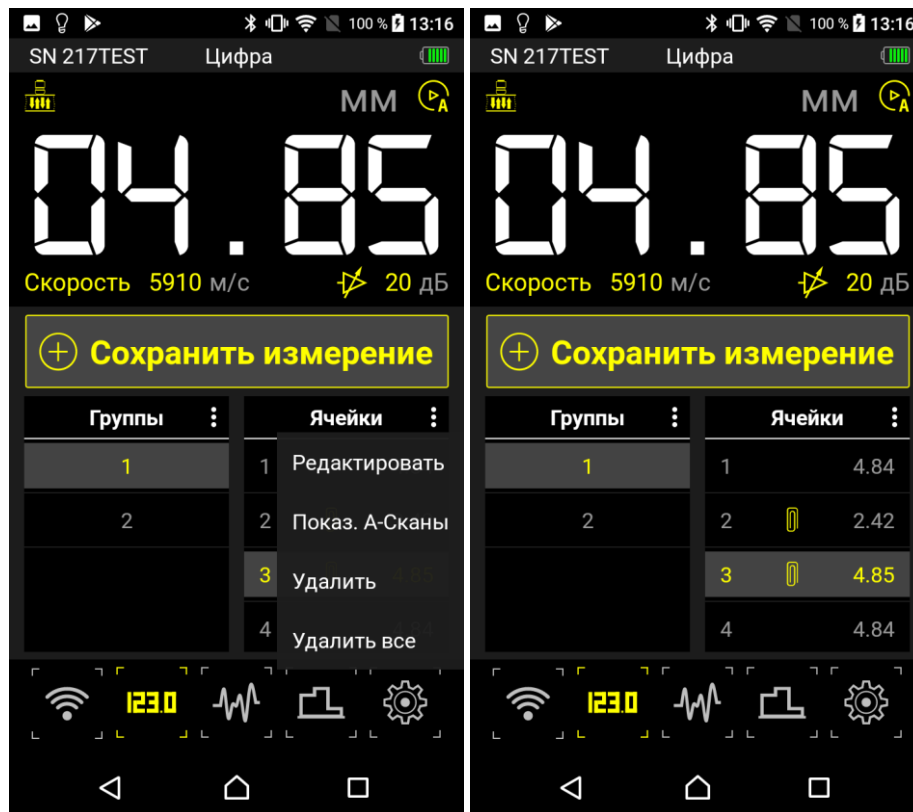 100 % 13:16
SN 217TEST Цифра
ММ
A
04.85
Скорость 5910 м/с 20 дБ
Сохранить измерение
Группы Ячейки
1 1 Редактировать
2 2 Показ. А-Сканы
3 4.85 Удалить
4 Удалить все
123.0
100 % 13:16
SN 217TEST Цифра
ММ
A
04.85
Скорость 5910 м/с 20 дБ
Сохранить измерение
Группы Ячейки
1 1 4.84
2 2 2.42
3 4.85
4 4.84
123.0